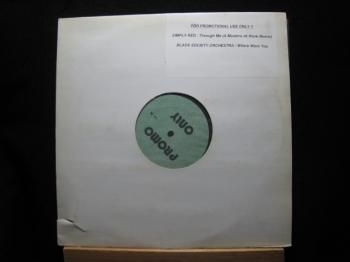 FOR PROMOTIONAL USE ONLY !!
SIMPLY RED : Through Me (& Masters at Work Remix)
BLACK SOCIETY ORCHESTRA : Where Were You
PROMO
ONLY